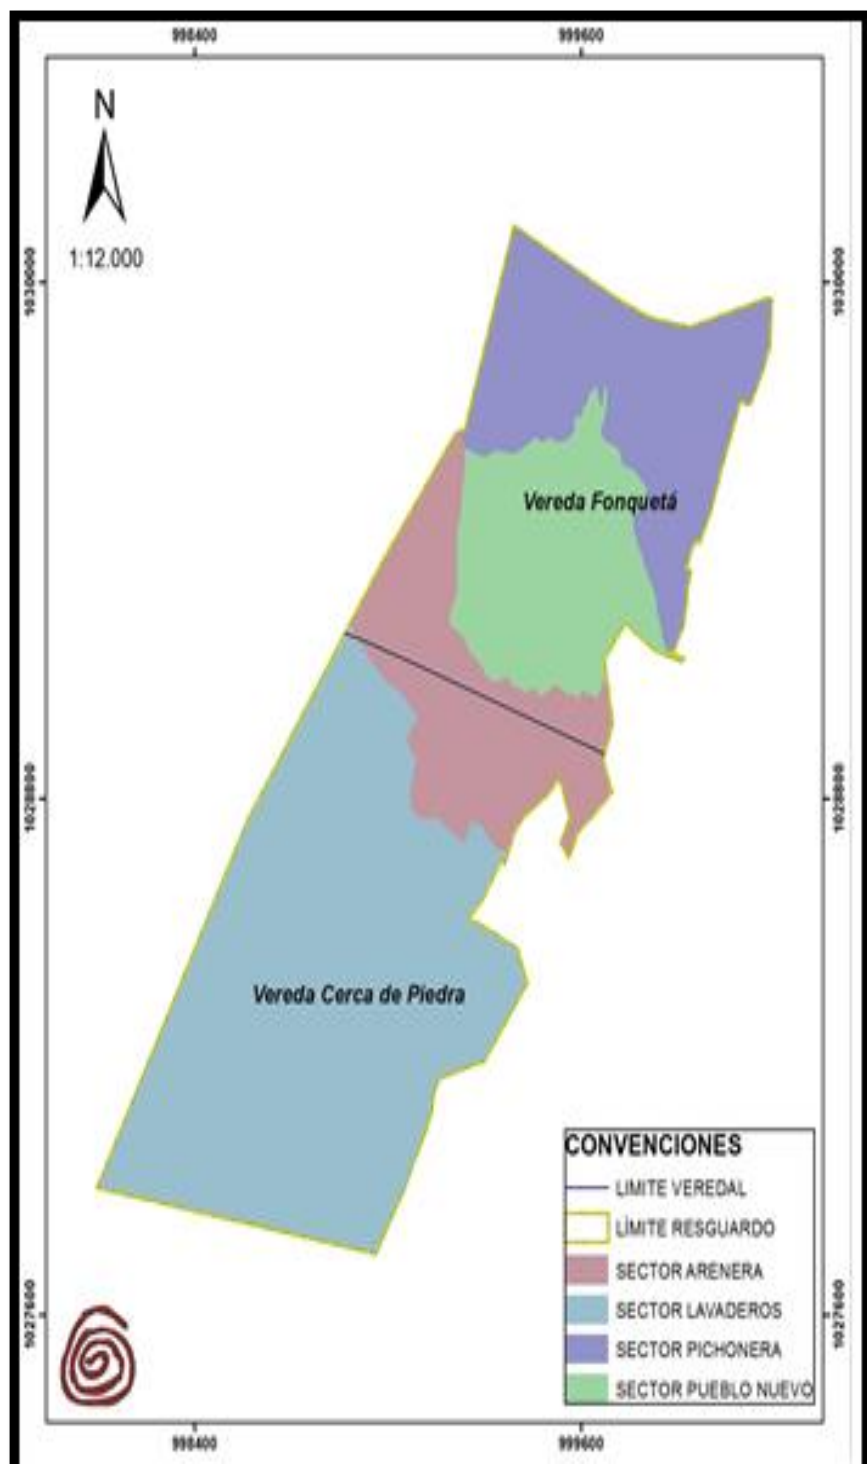 998400 999600
N
1:12.000
1030000 1030000
Vereda Fonquetá
1028800 1028800
Vereda Cerca de Piedra
CONVENCIONES
LIMITE VEREDAL
LÍMITE RESGUARDO
SECTOR ARENERA
SECTOR LAVADEROS
SECTOR PICHONERA
SECTOR PUEBLO NUEVO
1027600 1027600
998400 999600